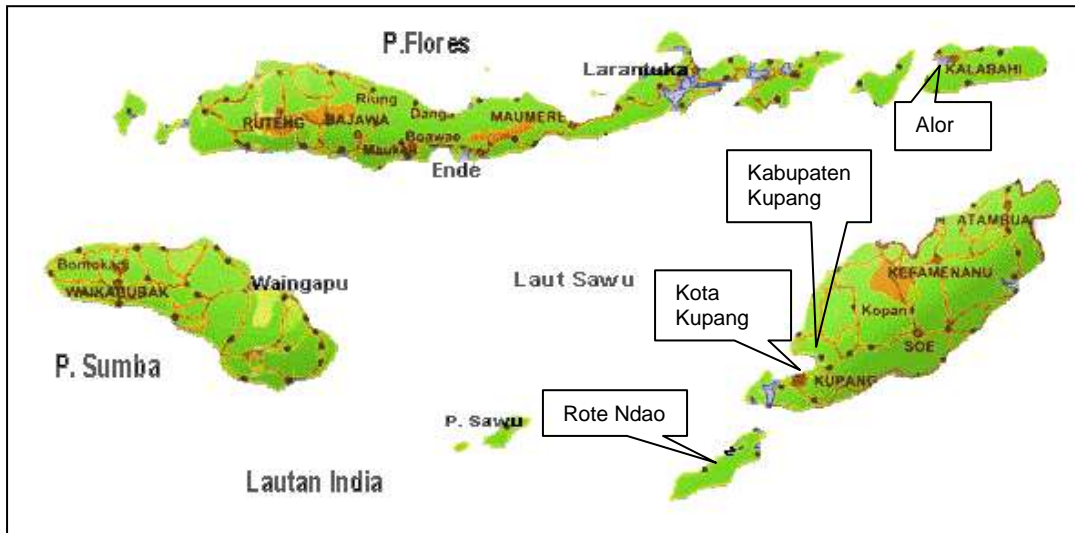 P.Flores
Larantuka
KALABAHI
Riung
Dang
RUTENG
BAJAWA
MAUMERE
Boawae
Alor
Ende
Kabupaten
Kupang
ATAMBUA
Waingapu
Laut Sawu
KEFAMENANU
WAIKABUBAK
Kota
Kupang
Kopan
SOE
P. Sumba
KUPANG
P. Sawu
Rote Ndao
Lautan India